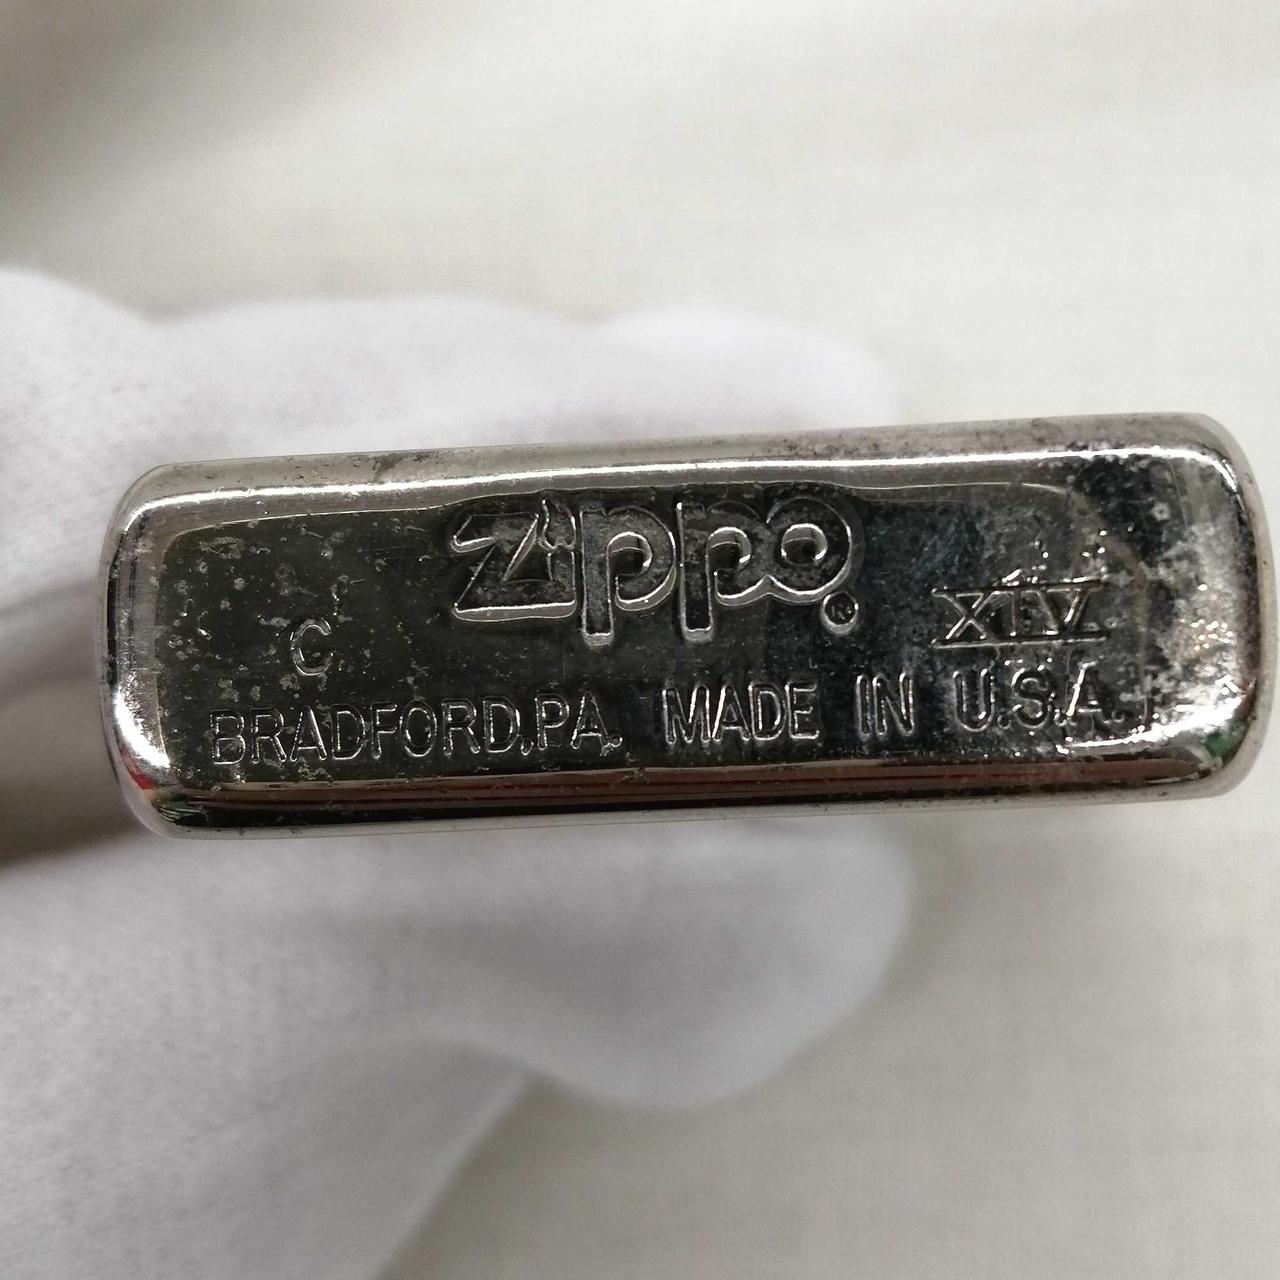 Zippo®
C XIV
BRADFORD,PA. MADE IN U.S.A.